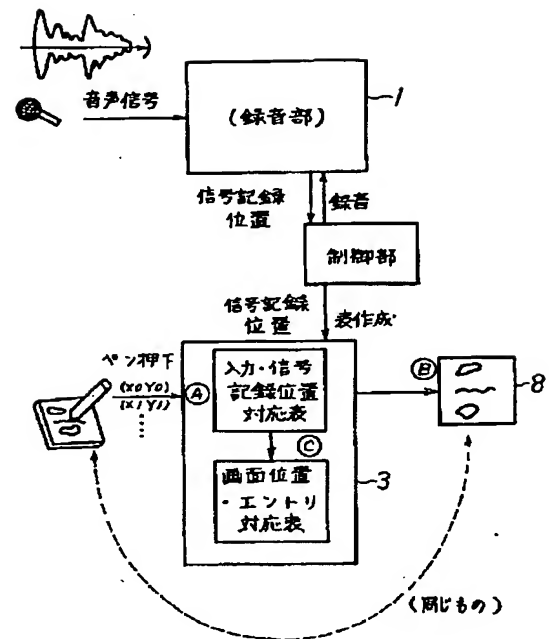 音声信号
(録音部)
1
信号記録
位置
録音
制御部
信号記録
位置
表作成
ペン押下
(X0Y0)
(X1Y1)
⋮
Ⓐ
入力・信号
記録位置
対応表
Ⓒ
画面位置
・エントリ
対応表
3
Ⓑ
8
(同じもの)